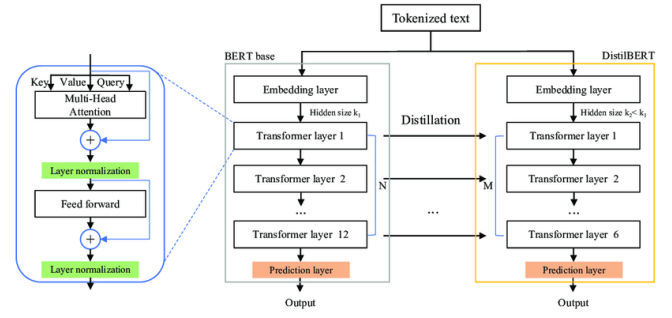 Tokenized text
BERT base
DistilBERT
Key Value Query
Multi-Head
Attention
+
Layer normalization
Feed forward
+
Layer normalization
Embedding layer
Hidden size k₁
Transformer layer 1
Transformer layer 2
...
Transformer layer 12
Prediction layer
Output
N
Distillation
...
M
Embedding layer
Hidden size k₂< k₁
Transformer layer 1
Transformer layer 2
...
Transformer layer 6
Prediction layer
Output